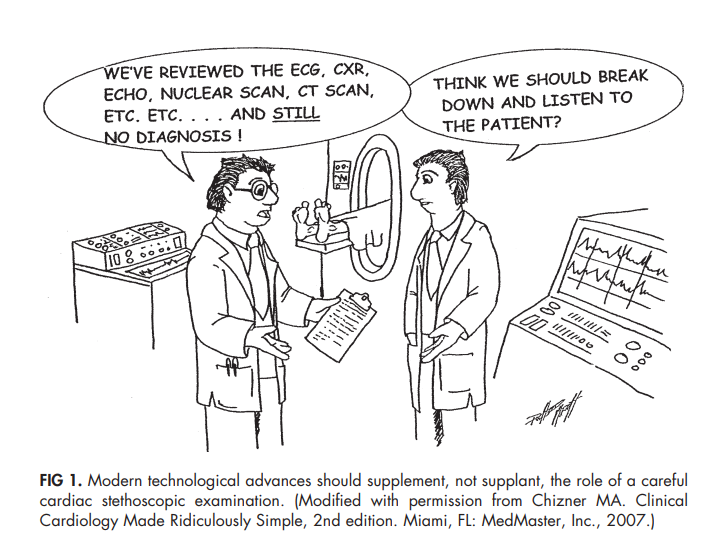 WE'VE REVIEWED THE ECG, CXR,
ECHO, NUCLEAR SCAN, CT SCAN,
ETC. ETC. . . . . AND STILL
NO DIAGNOSIS !
THINK WE SHOULD BREAK
DOWN AND LISTEN TO
THE PATIENT?
FIG 1. Modern technological advances should supplement, not supplant, the role of a careful
cardiac stethoscopic examination. (Modified with permission from Chizner MA. Clinical
Cardiology Made Ridiculously Simple, 2nd edition. Miami, FL: MedMaster, Inc., 2007.)